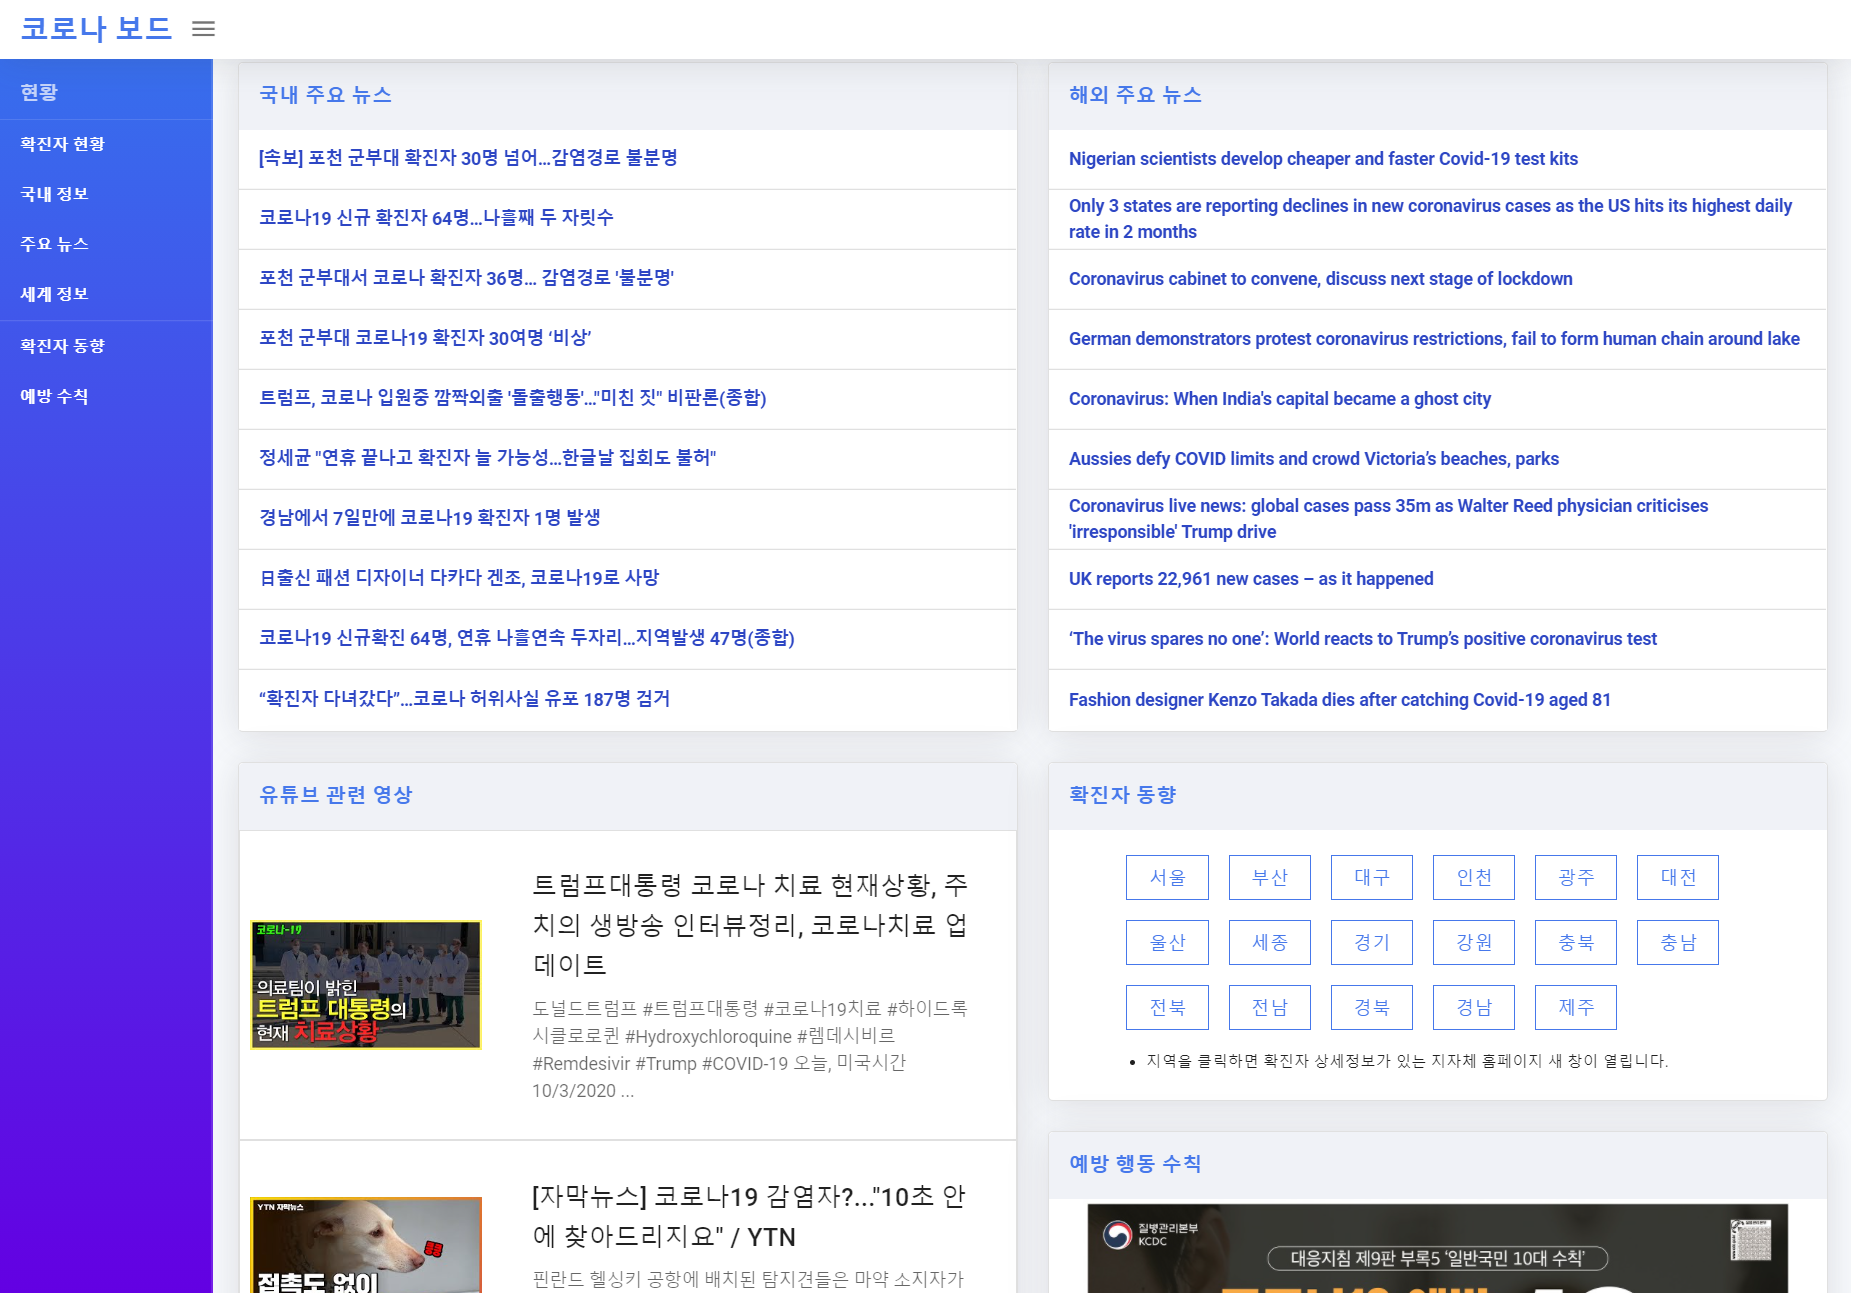 코로나 보드
현황
확진자 현황
국내 정보
주요 뉴스
세계 정보
확진자 동향
예방 수칙
국내 주요 뉴스
[속보] 포천 군부대 확진자 30명 넘어…감염경로 불분명
코로나19 신규 확진자 64명…나흘째 두 자릿수
포천 군부대서 코로나 확진자 36명… 감염경로 '불분명'
포천 군부대 코로나19 확진자 30여명 ‘비상’
트럼프, 코로나 입원중 깜짝외출 '돌출행동'…"미친 짓" 비판론(종합)
정세균 "연휴 끝나고 확진자 늘 가능성…한글날 집회도 불허"
경남에서 7일만에 코로나19 확진자 1명 발생
日출신 패션 디자이너 다카다 겐조, 코로나19로 사망
코로나19 신규확진 64명, 연휴 나흘연속 두자리…지역발생 47명(종합)
“확진자 다녀갔다”…코로나 허위사실 유포 187명 검거
해외 주요 뉴스
Nigerian scientists develop cheaper and faster Covid-19 test kits
Only 3 states are reporting declines in new coronavirus cases as the US hits its highest daily
rate in 2 months
Coronavirus cabinet to convene, discuss next stage of lockdown
German demonstrators protest coronavirus restrictions, fail to form human chain around lake
Coronavirus: When India's capital became a ghost city
Aussies defy COVID limits and crowd Victoria’s beaches, parks
Coronavirus live news: global cases pass 35m as Walter Reed physician criticises
'irresponsible' Trump drive
UK reports 22,961 new cases – as it happened
‘The virus spares no one’: World reacts to Trump’s positive coronavirus test
Fashion designer Kenzo Takada dies after catching Covid-19 aged 81
유튜브 관련 영상
코로나-19
의료팀이 밝힌
트럼프 대통령의
현재 치료상황
트럼프대통령 코로나 치료 현재상황, 주
치의 생방송 인터뷰정리, 코로나치료 업
데이트
도널드트럼프 #트럼프대통령 #코로나19치료 #하이드록
시클로로퀸 #Hydroxychloroquine #렘데시비르
#Remdesivir #Trump #COVID-19 오늘, 미국시간
10/3/2020 ...
YTN 자막뉴스
킁킁
접촉도 없이
[자막뉴스] 코로나19 감염자?..."10초 안
에 찾아드리지요" / YTN
핀란드 헬싱키 공항에 배치된 탐지견들은 마약 소지자가
확진자 동향
서울 부산 대구 인천 광주 대전
울산 세종 경기 강원 충북 충남
전북 전남 경북 경남 제주
• 지역을 클릭하면 확진자 상세정보가 있는 지자체 홈페이지 새 창이 열립니다.
예방 행동 수칙
질병관리본부
KCDC
대응지침 제9판 부록5 ‘일반국민 10대 수칙’